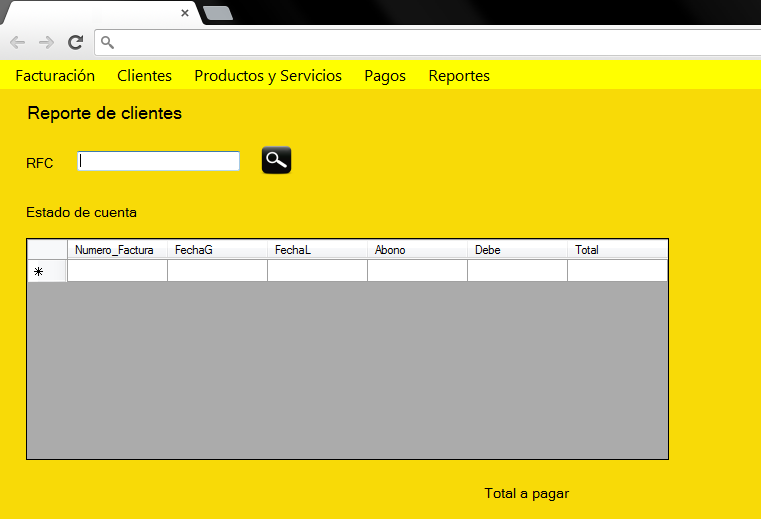 Facturación Clientes Productos y Servicios Pagos Reportes
Reporte de clientes
RFC
Estado de cuenta
Numero_Factura FechaG FechaL Abono Debe Total
Total a pagar